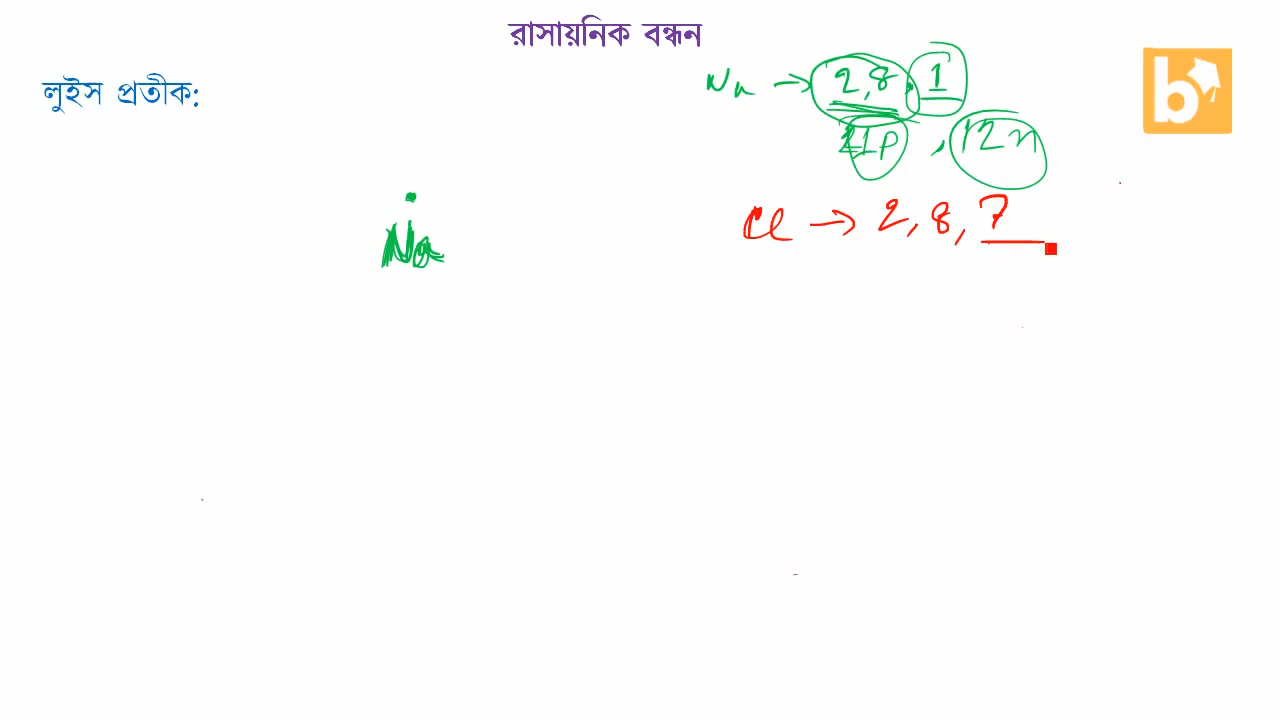 রাসায়নিক বন্ধন
লুইস প্রতীক:
Na → 2,8,1
11p, 12n
Na
Cl → 2,8,7
b